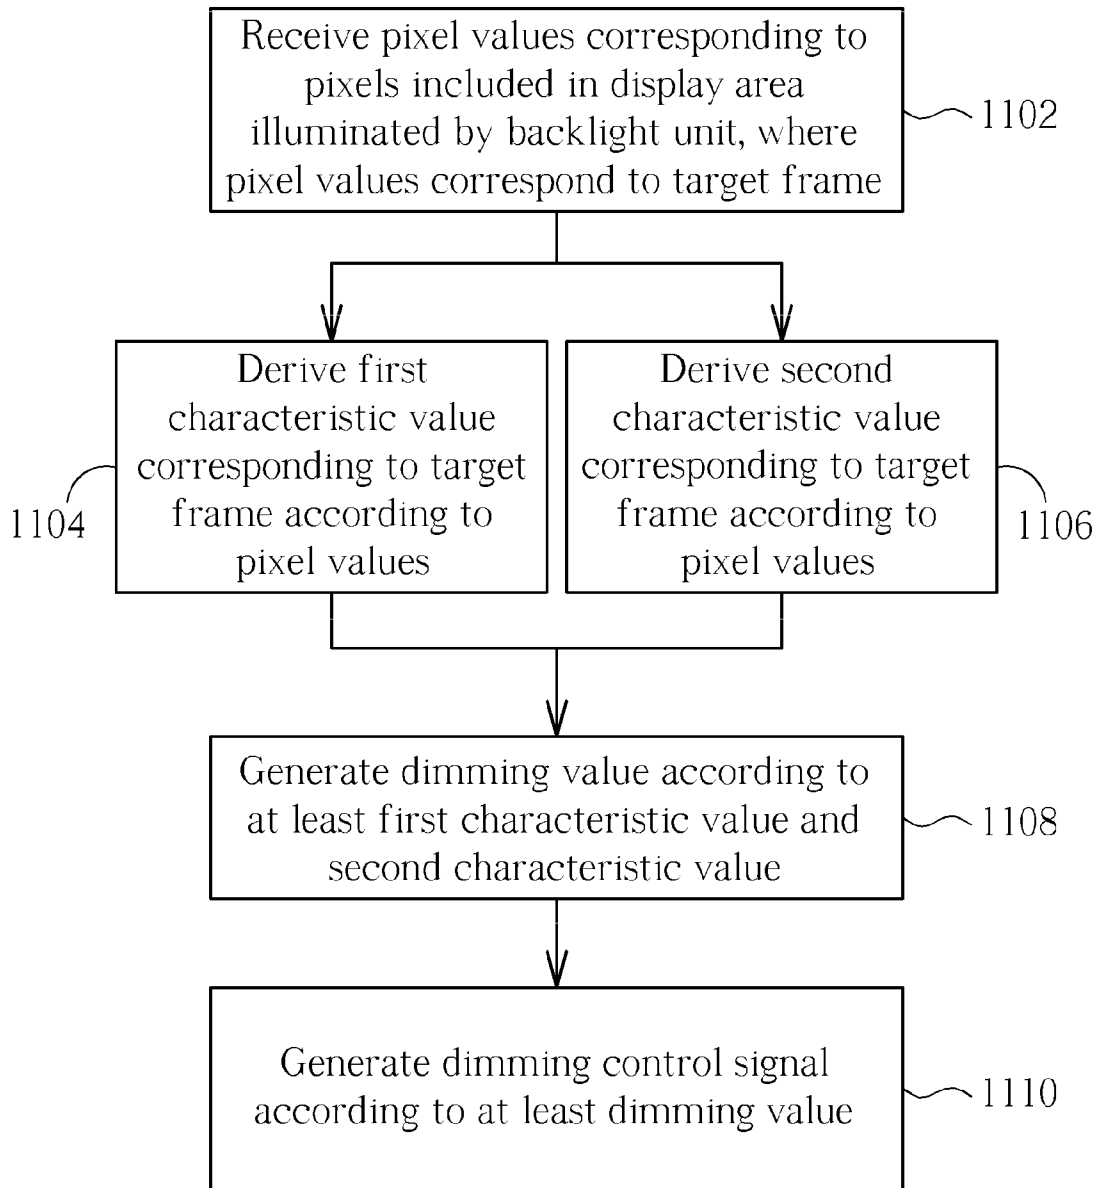 Receive pixel values corresponding to
pixels included in display area
illuminated by backlight unit, where
pixel values correspond to target frame
1102
Derive first
characteristic value
corresponding to target
frame according to
pixel values
1104
Derive second
characteristic value
corresponding to target
frame according to
pixel values
1106
Generate dimming value according to
at least first characteristic value and
second characteristic value
1108
Generate dimming control signal
according to at least dimming value
1110